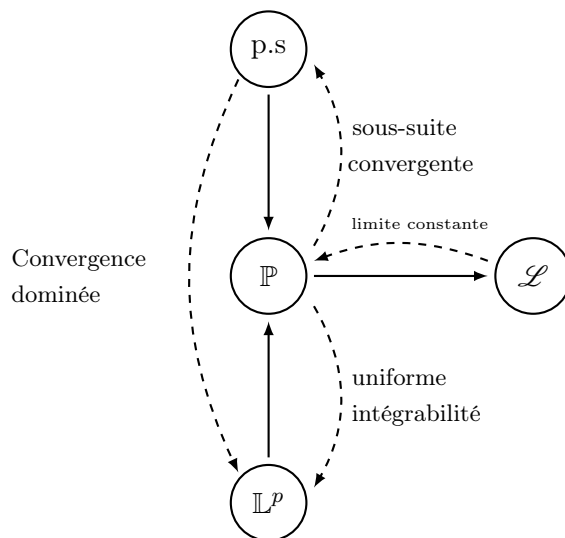 p.s
sous-suite
convergente
limite constante
Convergence
dominée
ℙ
ℒ
uniforme
intégrabilité
𝕃^p